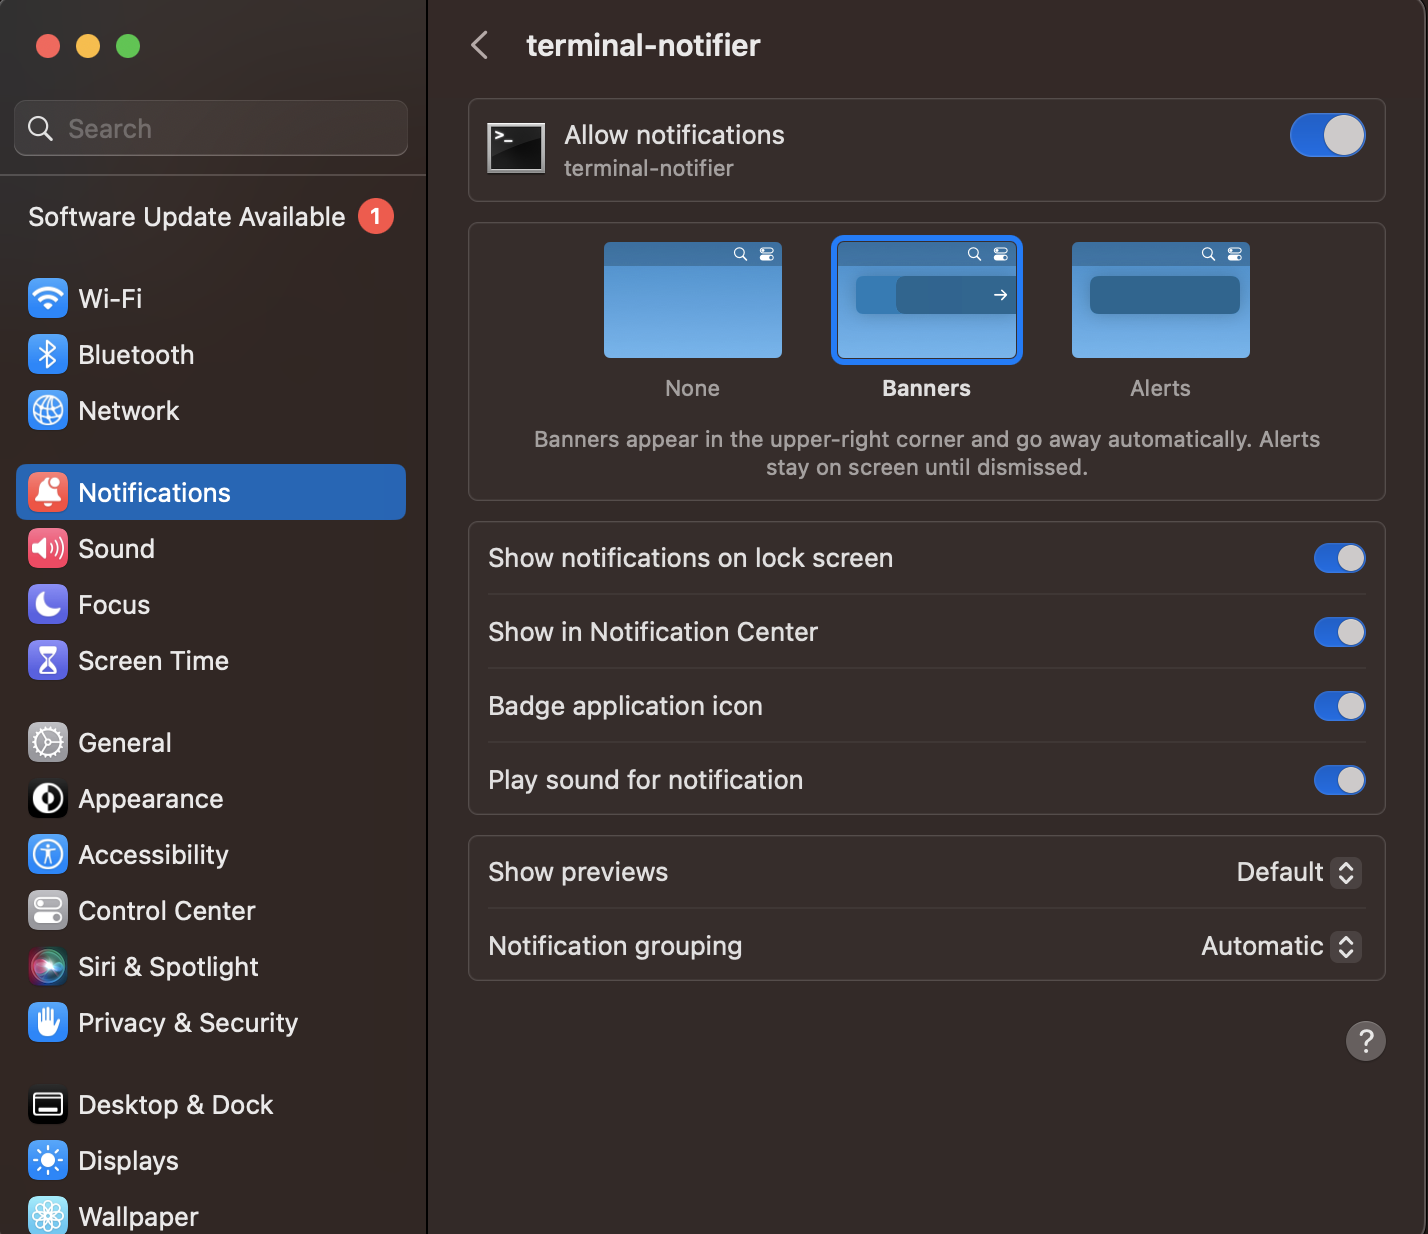 Search
Software Update Available 1
Wi-Fi
Bluetooth
Network
Notifications
Sound
Focus
Screen Time
General
Appearance
Accessibility
Control Center
Siri & Spotlight
Privacy & Security
Desktop & Dock
Displays
Wallpaper
terminal-notifier
>_
Allow notifications
terminal-notifier
None
Banners
Alerts
Banners appear in the upper-right corner and go away automatically. Alerts
stay on screen until dismissed.
Show notifications on lock screen
Show in Notification Center
Badge application icon
Play sound for notification
Show previews Default
Notification grouping Automatic
?